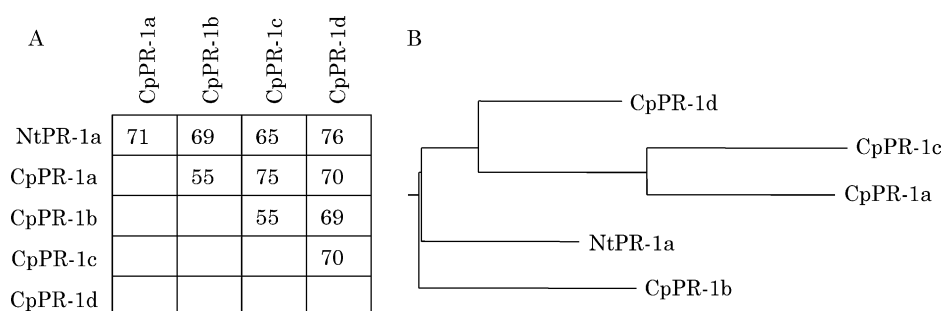 A
CpPR-1a CpPR-1b CpPR-1c CpPR-1d
NtPR-1a 71 69 65 76
CpPR-1a 55 75 70
CpPR-1b 55 69
CpPR-1c 70
CpPR-1d
B
CpPR-1d
CpPR-1c
CpPR-1a
NtPR-1a
CpPR-1b